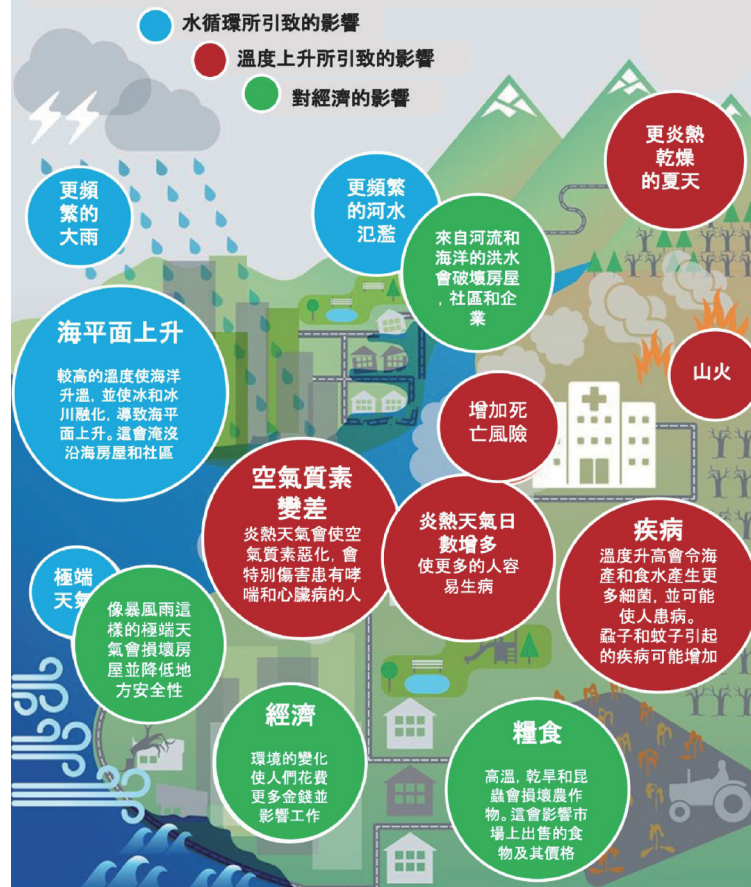 水循環所引致的影響
溫度上升所引致的影響
對經濟的影響
更頻
繁的
大雨
更頻繁
的河水
氾濫
來自河流和
海洋的洪水
會破壞房屋
，社區和企
業
更炎熱
乾燥
的夏天
海平面上升
較高的溫度使海洋
升溫，並使冰和冰
川融化，導致海平
面上升。這會淹沒
沿海房屋和社區
山火
增加死
亡風險
空氣質素
變差
炎熱天氣會使空
氣質素惡化，會
特別傷害患有哮
喘和心臟病的人
炎熱天氣日
數增多
使更多的人容
易生病
疾病
溫度升高會令海
產和食水產生更
多細菌，並可能
使人患病。
蝨子和蚊子引起
的疾病可能增加
極端
天氣
像暴風雨這
樣的極端天
氣會損壞房
屋並降低地
方安全性
經濟
環境的變化
使人們花費
更多金錢並
影響工作
糧食
高溫，乾旱和昆
蟲會損壞農作
物。這會影響市
場上出售的食
物及其價格